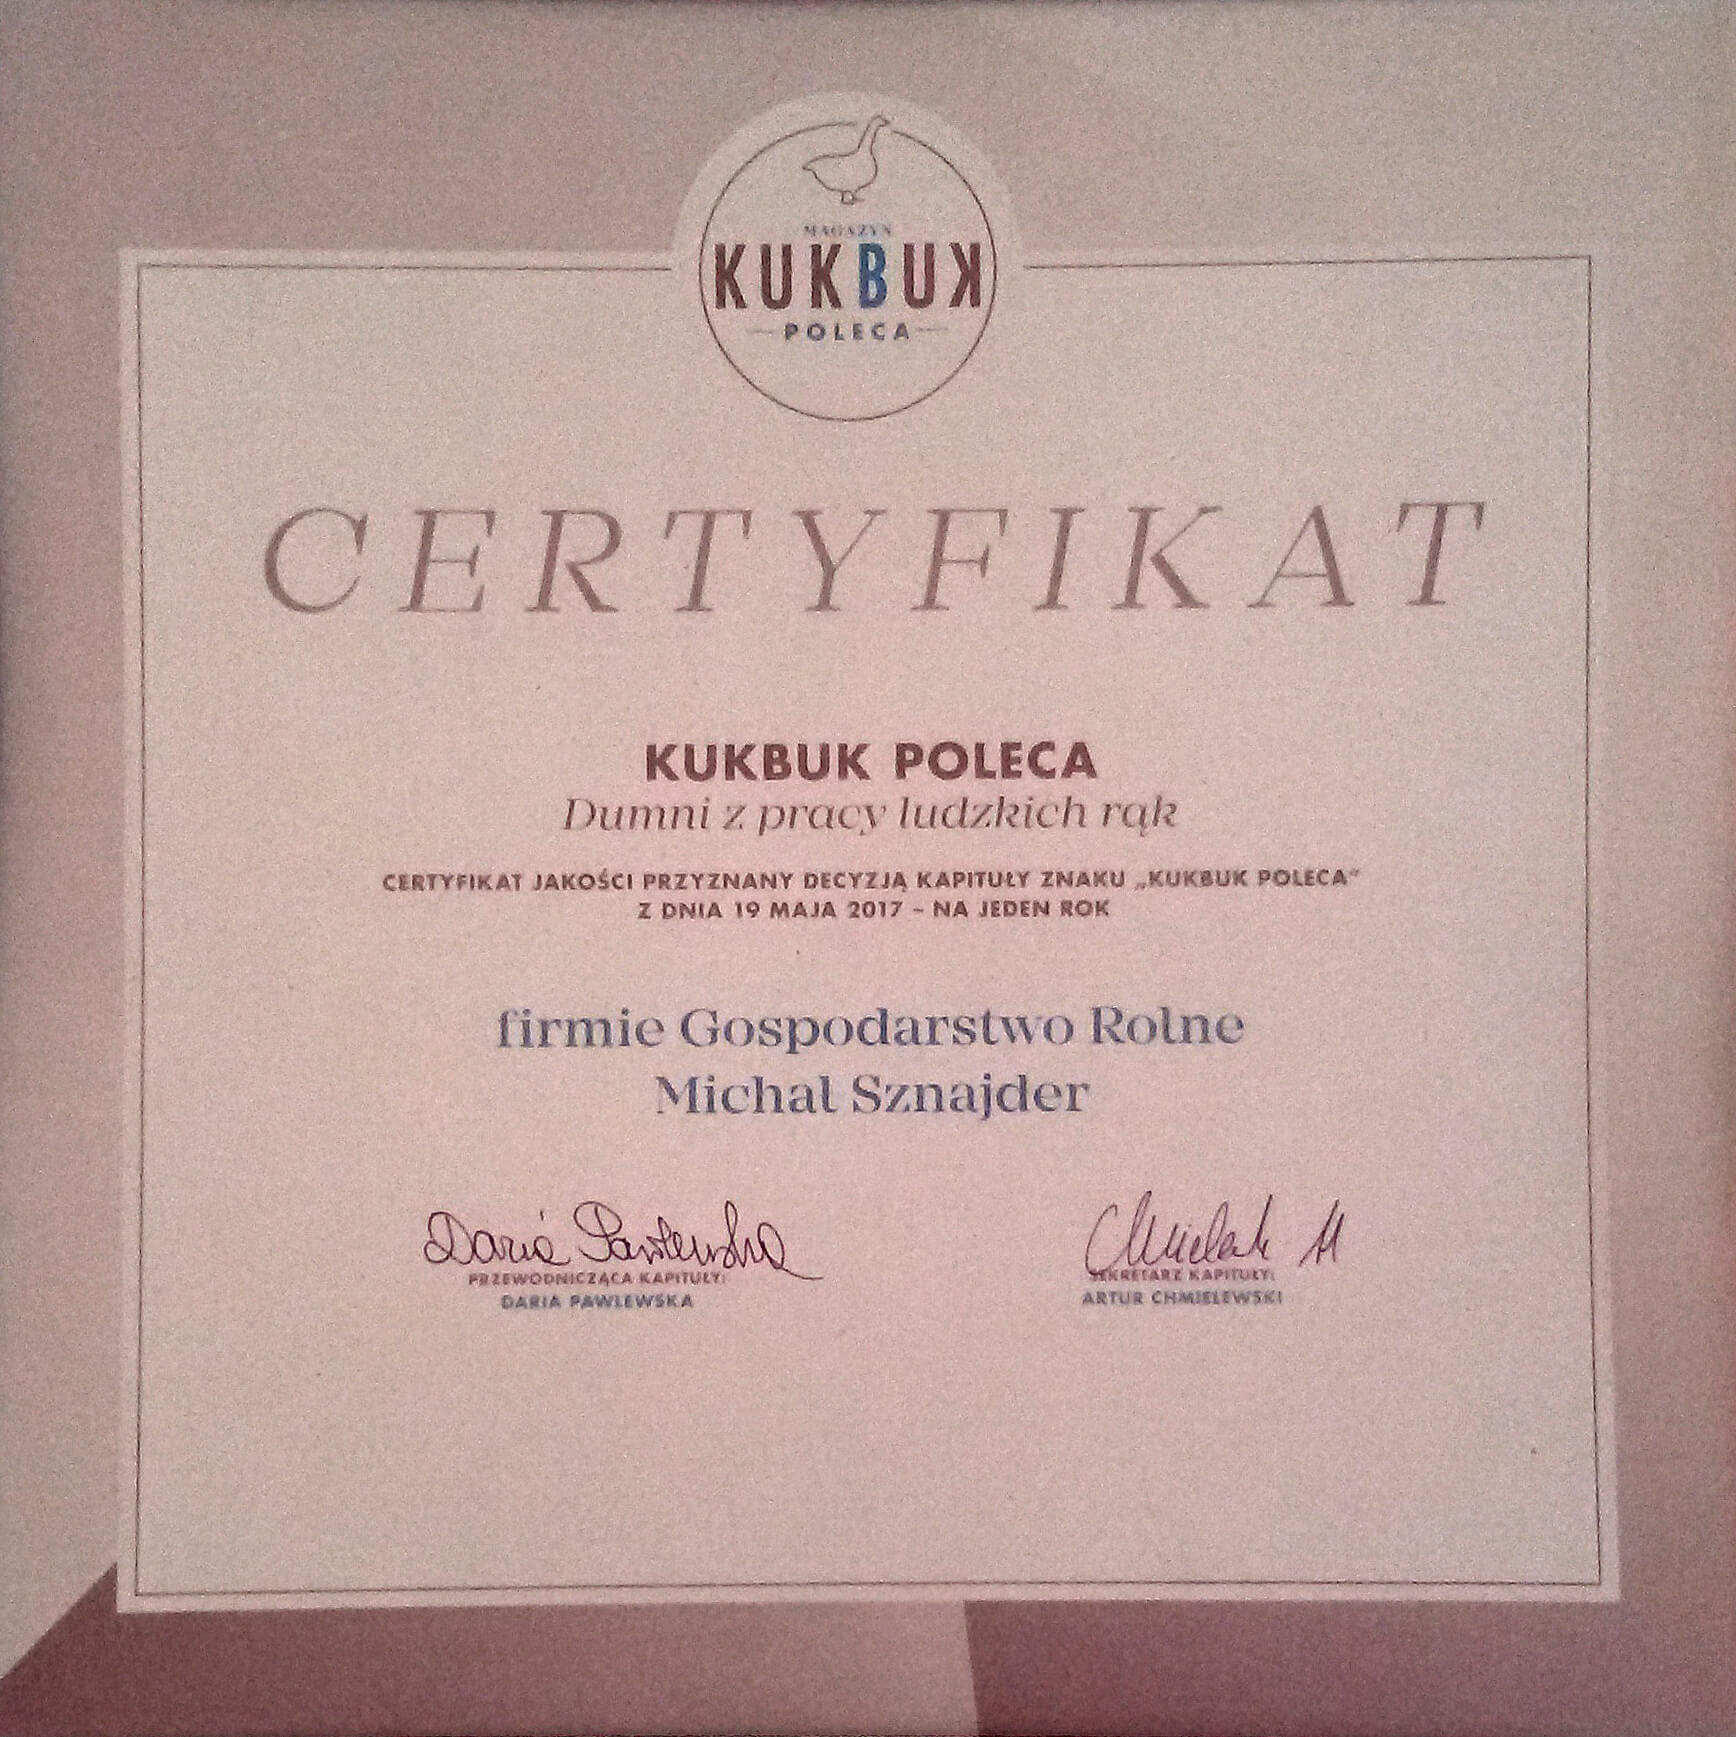 MAGAZYN
KUKBUK
POLECA
CERTYFIKAT
KUKBUK POLECA
Dumni z pracy ludzkich rąk
CERTYFIKAT JAKOŚCI PRZYZNANY DECYZJĄ KAPITUŁY ZNAKU „KUKBUK POLECA"
Z DNIA 19 MAJA 2017 – NA JEDEN ROK
firmie Gospodarstwo Rolne
Michał Sznajder
Daria Pawlewska
PRZEWODNICZĄCA KAPITUŁY:
DARIA PAWLEWSKA
SEKRETARZ KAPITUŁY:
ARTUR CHMIELEWSKI